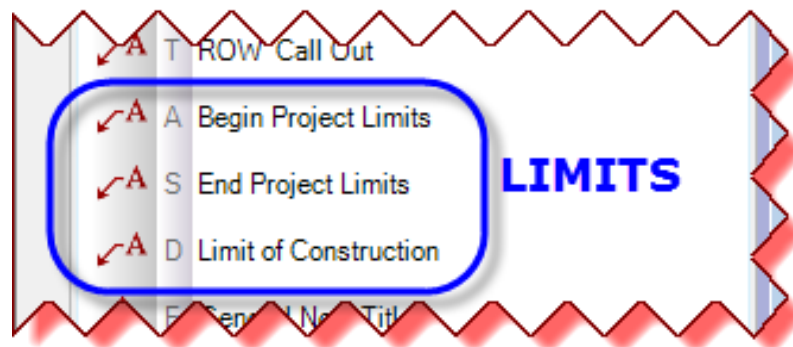 A T ROW Call Out
A A Begin Project Limits
A S End Project Limits
LIMITS
A D Limit of Construction